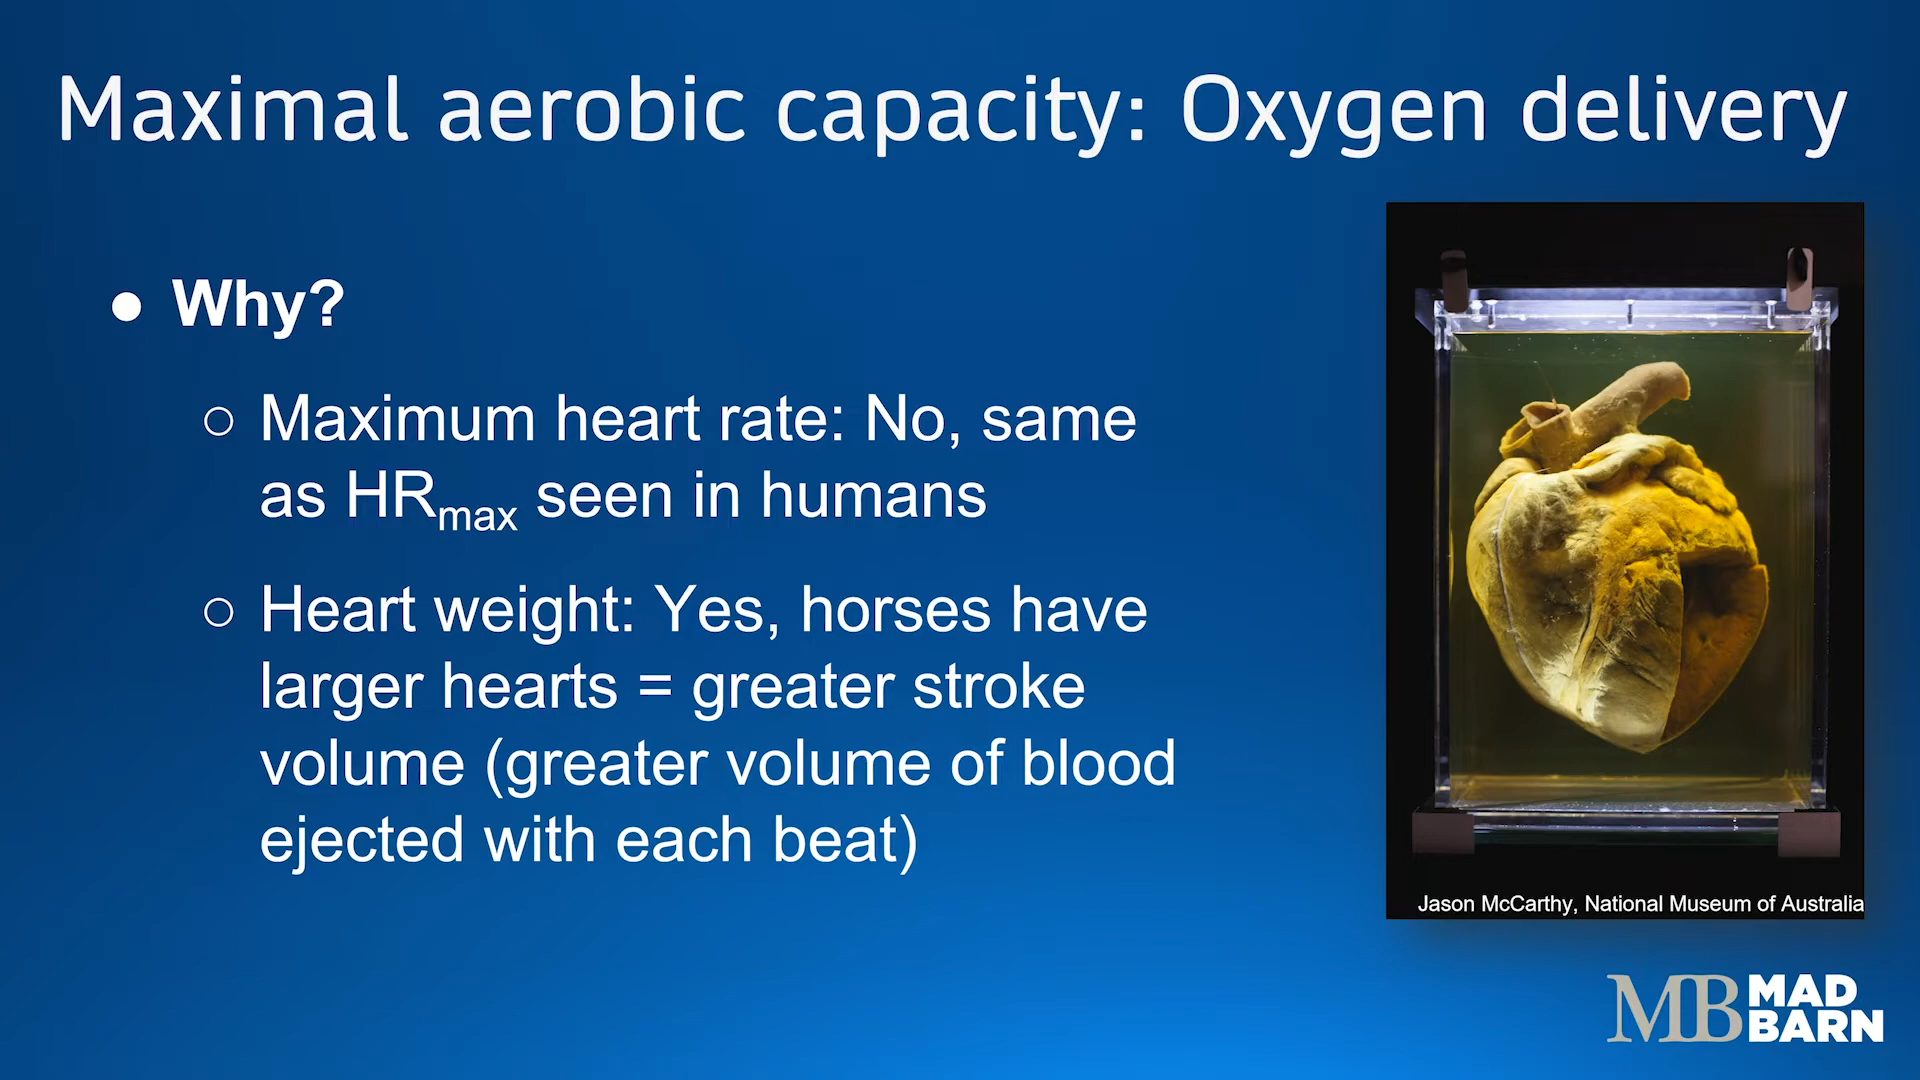 Maximal aerobic capacity: Oxygen delivery
● Why?
○ Maximum heart rate: No, same
as HRmax seen in humans
○ Heart weight: Yes, horses have
larger hearts = greater stroke
volume (greater volume of blood
ejected with each beat)
Jason McCarthy, National Museum of Australia
MB MAD
BARN